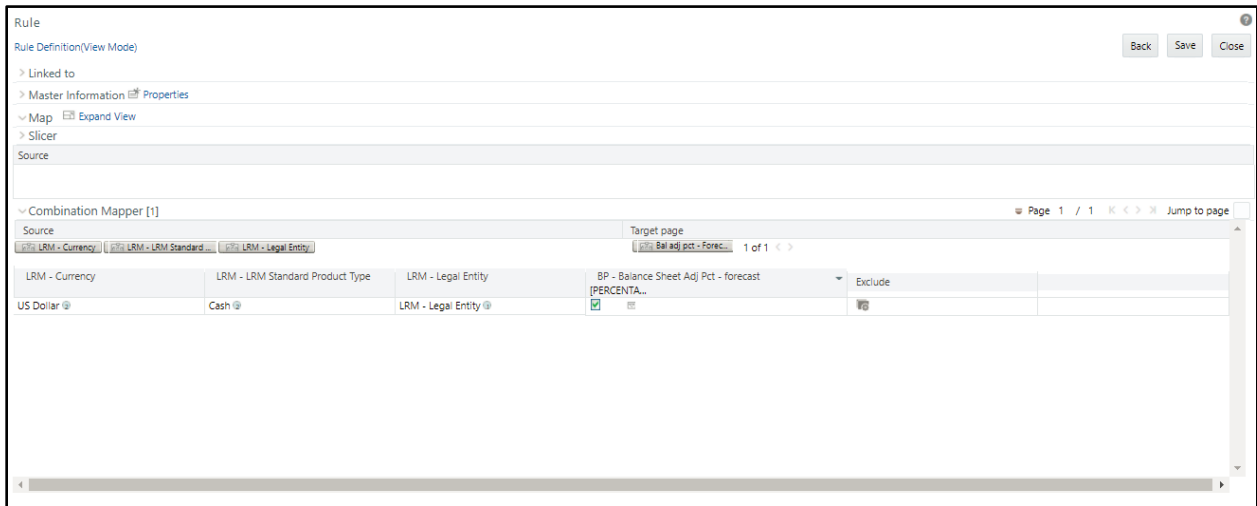 Rule
Rule Definition(View Mode)
Back Save Close
Linked to
Master Information Properties
Map Expand View
Slicer
Source
Combination Mapper [1] Page 1 / 1 Jump to page
Source Target page
LRM - Currency LRM - LRM Standard ... LRM - Legal Entity Bal adj pct - Forec... 1 of 1
LRM - Currency LRM - LRM Standard Product Type LRM - Legal Entity BP - Balance Sheet Adj Pct - forecast [PERCENTA... Exclude
US Dollar Cash LRM - Legal Entity